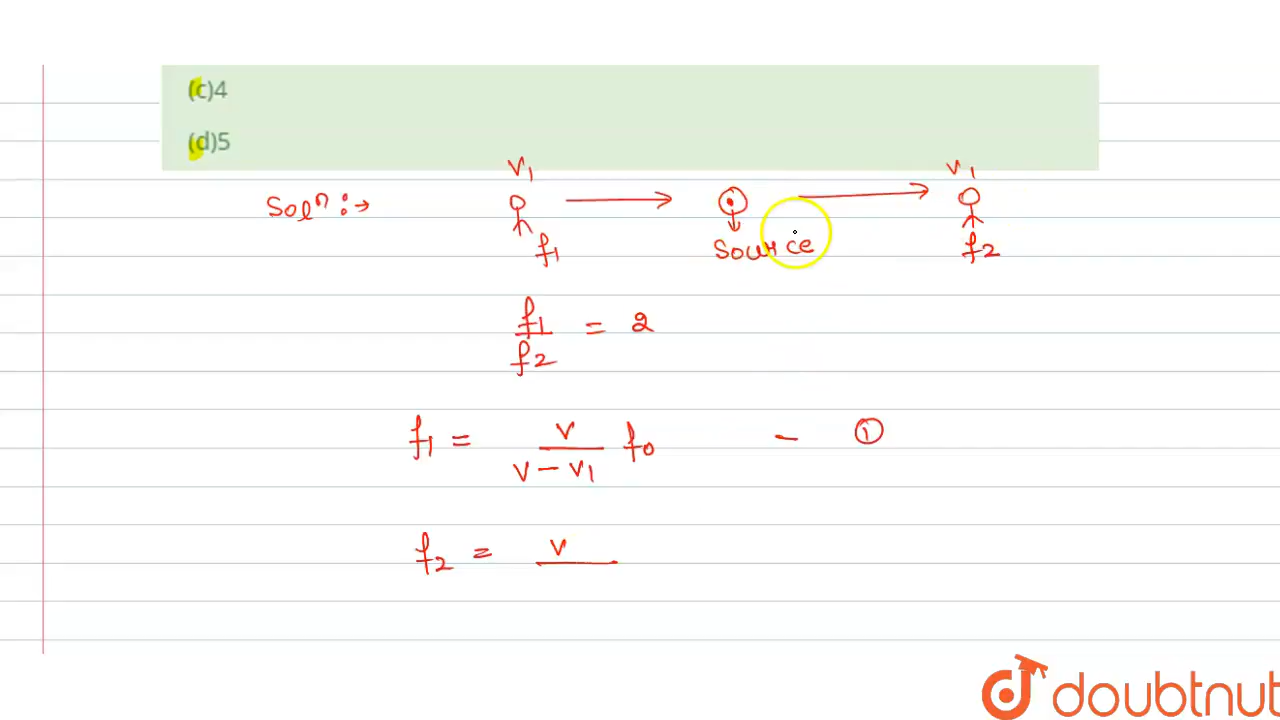 (c)4
(d)5
v1 v1
Soln :→ → → 
f1 Source f2
f1/f2 = 2
f1 = v/(v - v1) f0 - ①
f2 = v
doubtnut